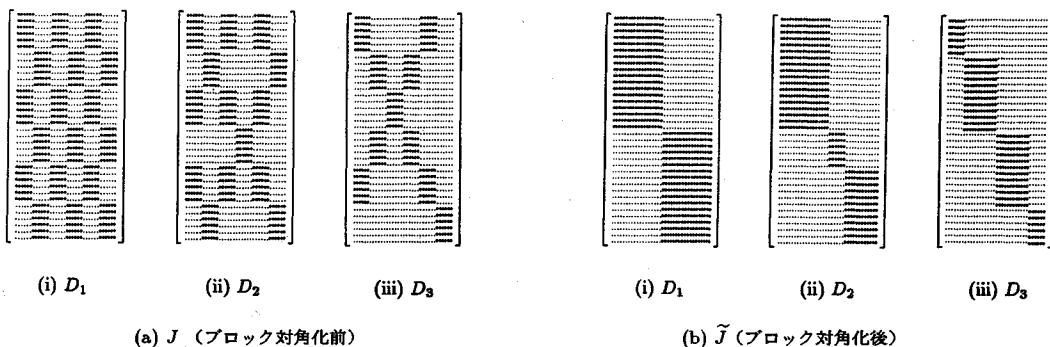 (i) D₁
(ii) D₂
(iii) D₃
(i) D₁
(ii) D₂
(iii) D₃
(a) J （ブロック対角化前）
(b) J̃（ブロック対角化後）